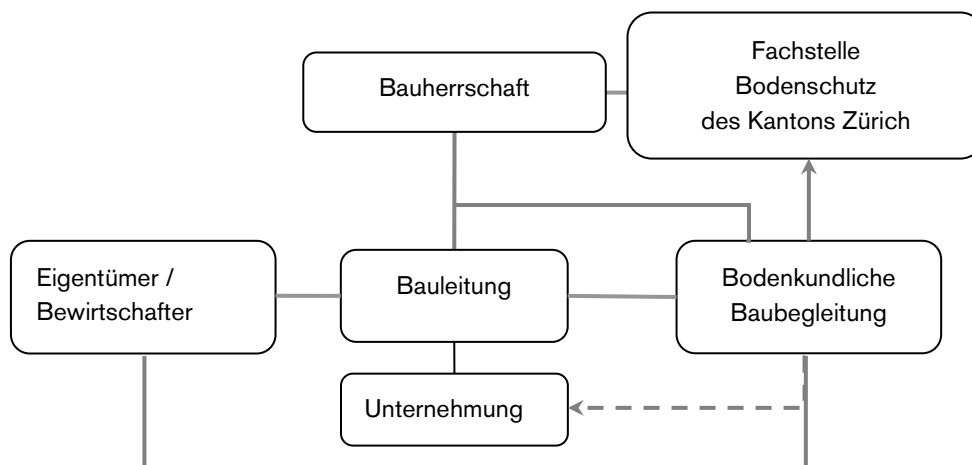 Bauherrschaft
Fachstelle
Bodenschutz
des Kantons Zürich
Eigentümer /
Bewirtschafter
Bauleitung
Bodenkundliche
Baubegleitung
Unternehmung